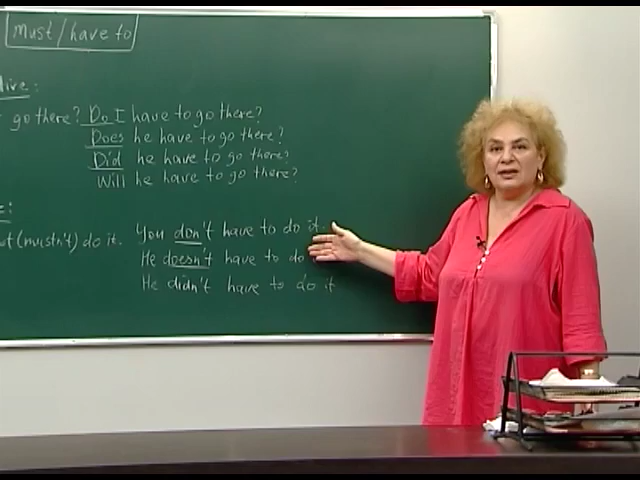 must/have to
go there? Do I have to go there?
Does he have to go there?
Did he have to go there?
Will he have to go there?
(mustn't) do it. You don't have to do it.
He doesn't have to do
He didn't have to do it